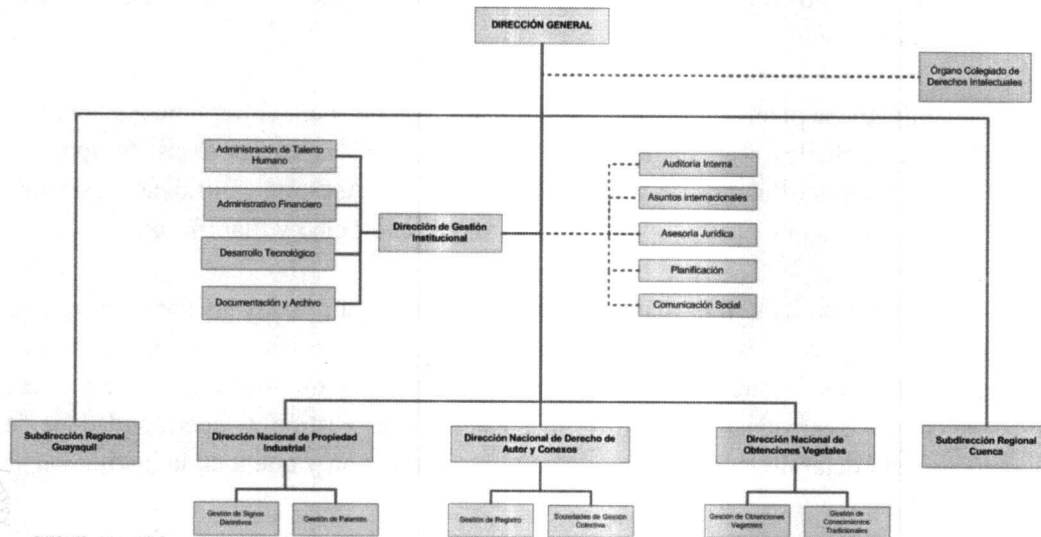 DIRECCIÓN GENERAL
Órgano Colegiado de
Derechos Intelectuales
Administración de Talento
Humano
Administrativo Financiero
Desarrollo Tecnológico
Documentación y Archivo
Dirección de Gestión
Institucional
Auditoria Interna
Asuntos internacionales
Asesoría Jurídica
Planificación
Comunicación Social
Subdirección Regional
Guayaquil
Dirección Nacional de Propiedad
Industrial
Dirección Nacional de Derecho de
Autor y Conexos
Dirección Nacional de
Obtenciones Vegetales
Subdirección Regional
Cuenca
Gestión de Signos
Distintivos
Gestión de Patentes
Gestión de Registro
Sociedades de Gestión
Colectiva
Gestión de Obtenciones
Vegetales
Gestión de
Conocimientos
Tradicionales